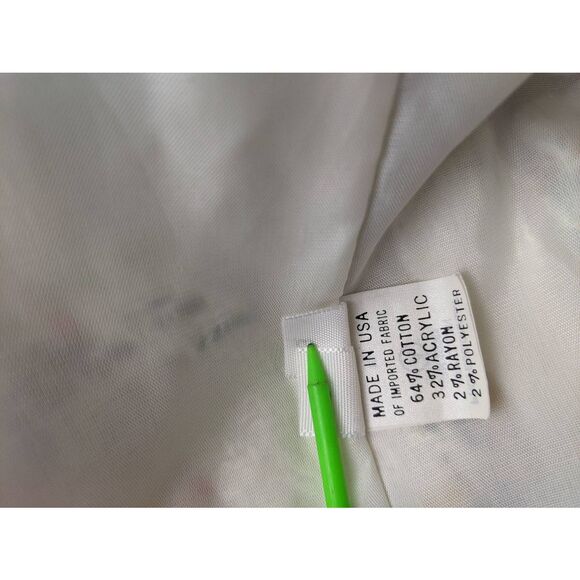 MADE IN USA
OF IMPORTED FABRIC
64% COTTON
32% ACRYLIC
2% RAYON
2% POLYESTER